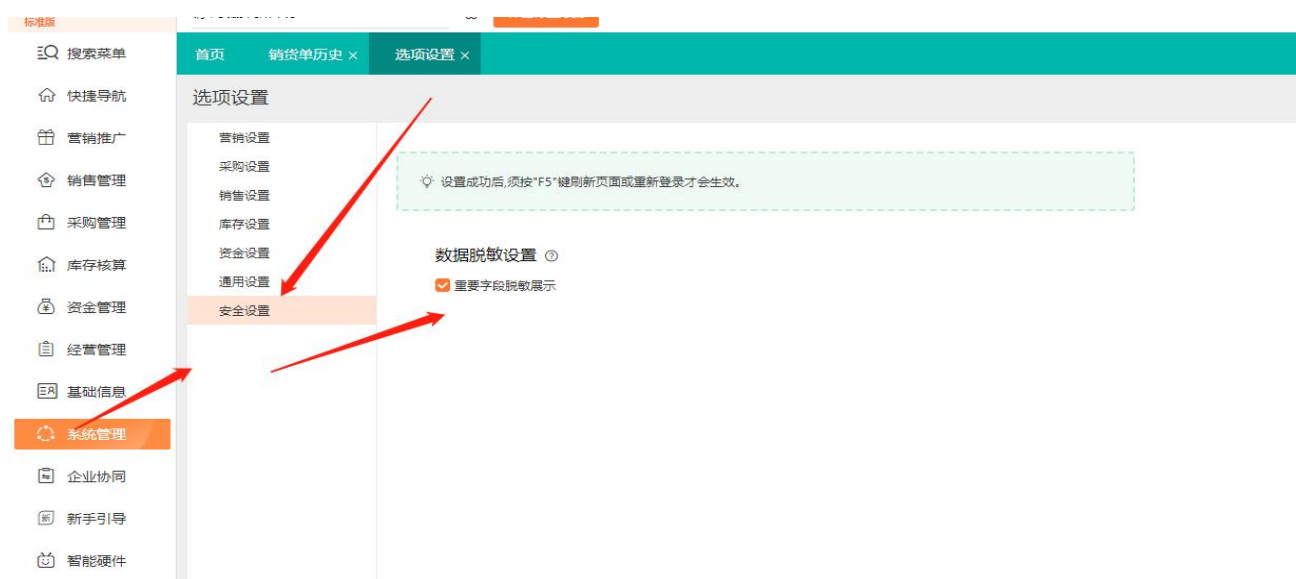 标准版
搜索菜单
快捷导航
营销推广
销售管理
采购管理
库存核算
资金管理
经营管理
基础信息
系统管理
企业协同
新手引导
智能硬件
首页 销货单历史 × 选项设置 ×
选项设置
营销设置
采购设置
销售设置
库存设置
资金设置
通用设置
安全设置
设置成功后,须按"F5"键刷新页面或重新登录才会生效。
数据脱敏设置
重要字段脱敏展示